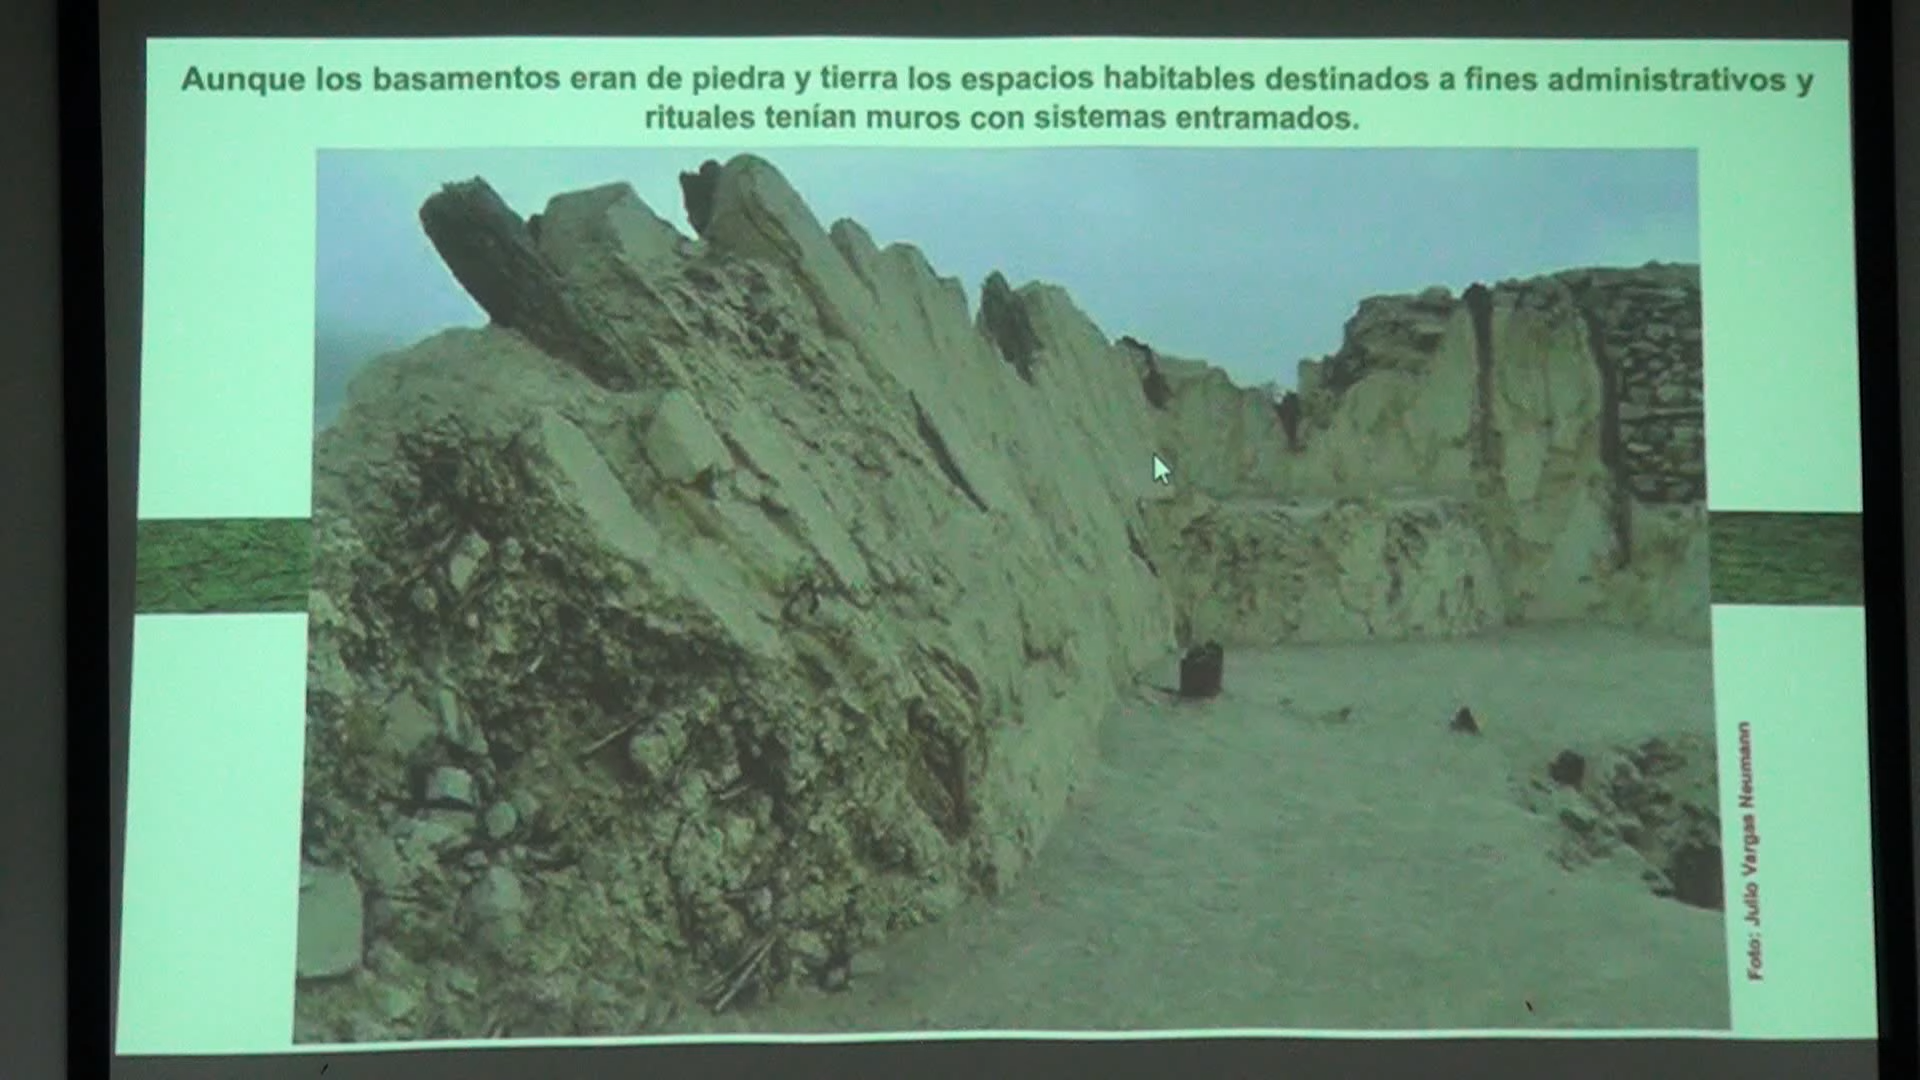 Aunque los basamentos eran de piedra y tierra los espacios habitables destinados a fines administrativos y
rituales tenían muros con sistemas entramados.
Foto: Julio Vargas Neumann